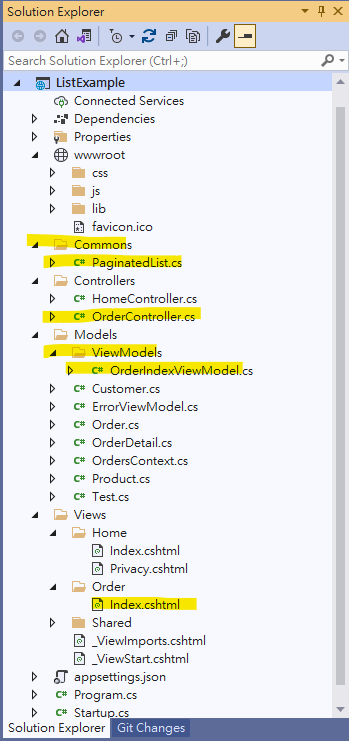 Solution Explorer
Search Solution Explorer (Ctrl+;)
ListExample
Connected Services
Dependencies
Properties
wwwroot
css
js
lib
favicon.ico
Commons
C# PaginatedList.cs
Controllers
C# HomeController.cs
C# OrderController.cs
Models
ViewModels
C# OrderIndexViewModel.cs
C# Customer.cs
C# ErrorViewModel.cs
C# Order.cs
C# OrderDetail.cs
C# OrdersContext.cs
C# Product.cs
C# Test.cs
Views
Home
Index.cshtml
Privacy.cshtml
Order
Index.cshtml
Shared
_ViewImports.cshtml
_ViewStart.cshtml
appsettings.json
C# Program.cs
C# Startup.cs
Solution Explorer Git Changes